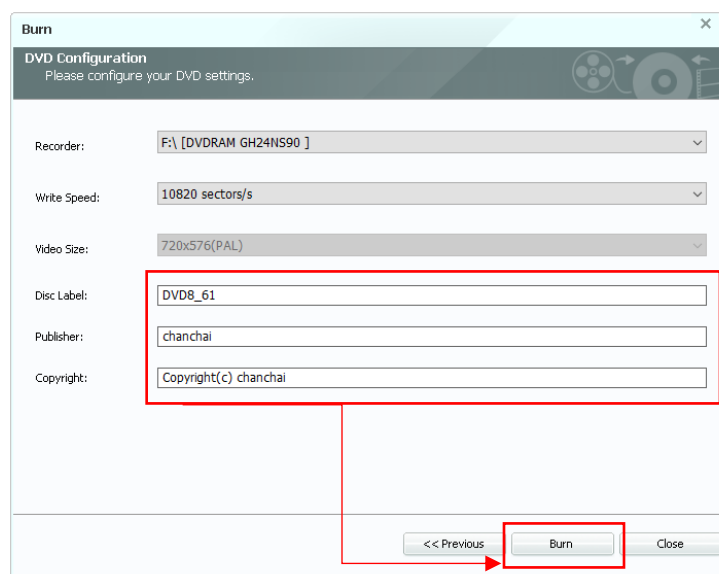 Burn
DVD Configuration
Please configure your DVD settings.
Recorder: F:\ [DVDRAM GH24NS90 ]
Write Speed: 10820 sectors/s
Video Size: 720x576(PAL)
Disc Label: DVD8_61
Publisher: chanchai
Copyright: Copyright(c) chanchai
<< Previous Burn Close